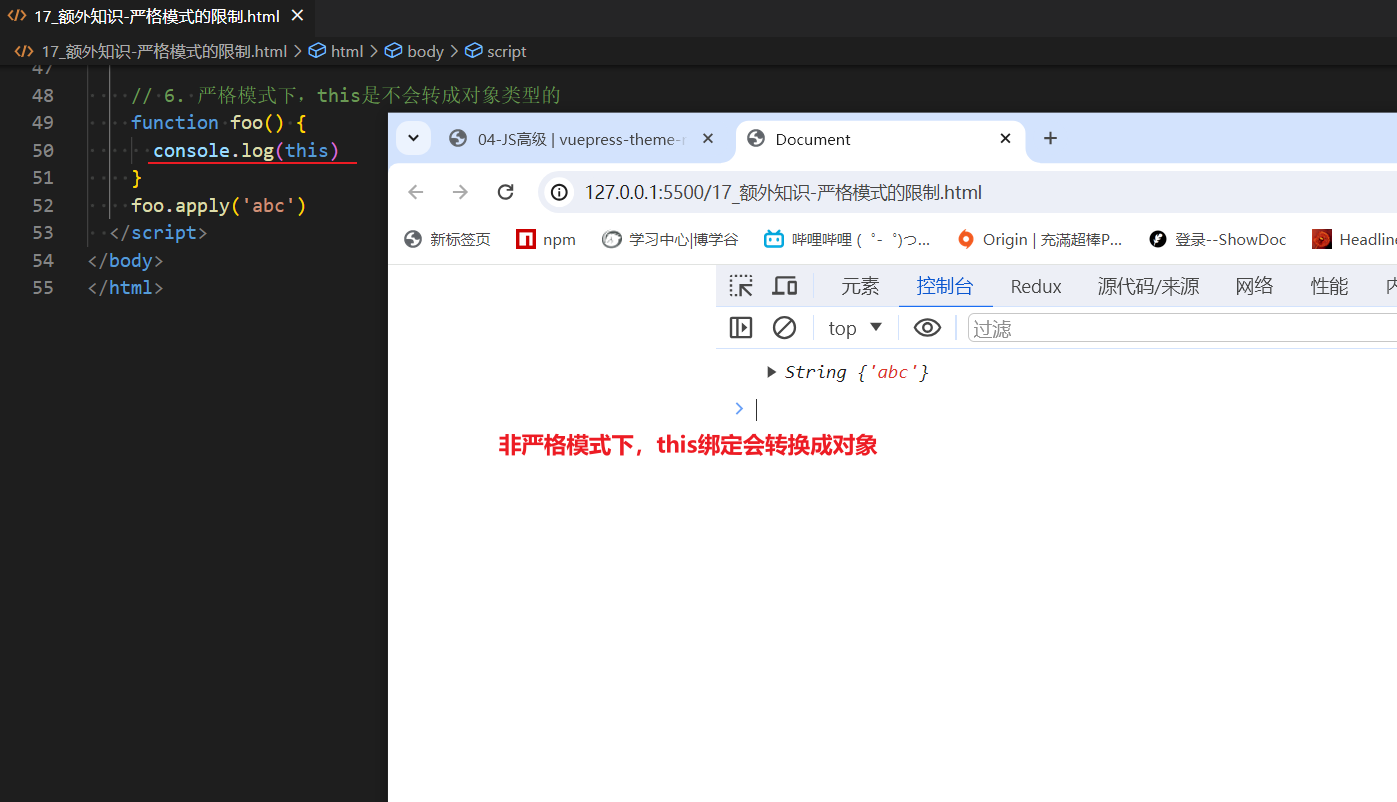 17_额外知识-严格模式的限制.html
17_额外知识-严格模式的限制.html > html > body > script
47
48 // 6. 严格模式下，this是不会转成对象类型的
49 function foo() {
50 console.log(this)
51 }
52 foo.apply('abc')
53 </script>
54 </body>
55 </html>
04-JS高级 | vuepress-theme-r
Document
127.0.0.1:5500/17_额外知识-严格模式的限制.html
新标签页 npm 学习中心|博学谷 哔哩哔哩 ( ゜- ゜)つ... Origin | 充滿超棒P... 登录--ShowDoc Headline
元素 控制台 Redux 源代码/来源 网络 性能 内
top 过滤
String {'abc'}
非严格模式下，this绑定会转换成对象